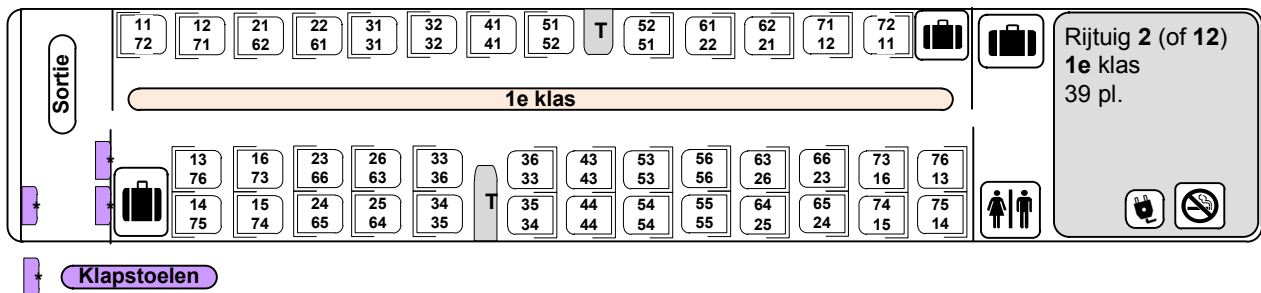 11 12 21 22 31 32 41 51 T 52 61 62 71 72
72 71 62 61 31 32 41 52 51 22 21 12 11
Sortie
1e klas
13 16 23 26 33 36 43 53 56 63 66 73 76
76 73 66 63 36 33 43 53 56 26 23 16 13
T
14 15 24 25 34 35 44 54 55 64 65 74 75
75 74 65 64 35 34 44 54 55 25 24 15 14
* * *
Rijtuig 2 (of 12)
1e klas
39 pl.
* Klapstoelen